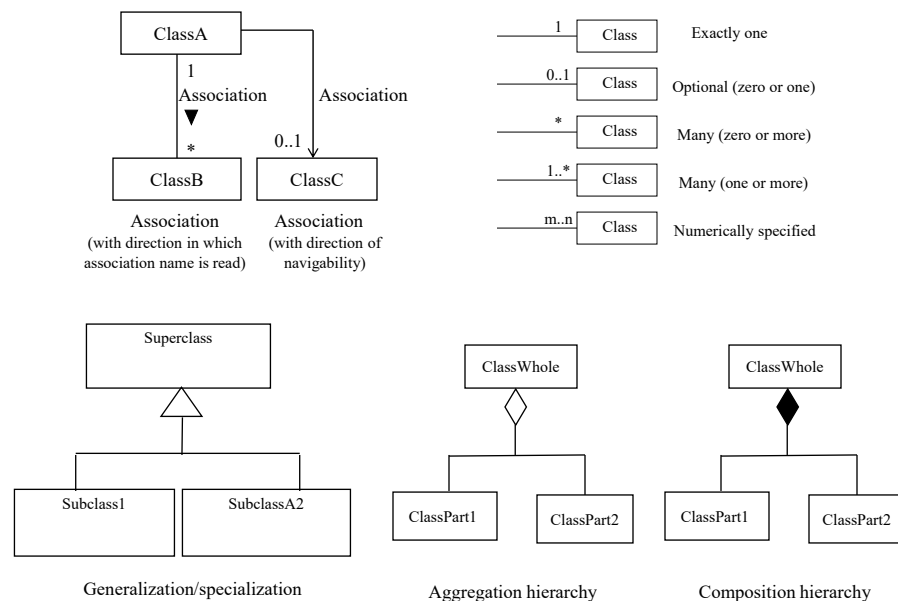 ClassA
1
Association
*
ClassB
Association
(with direction in which
association name is read)
Association
0..1
ClassC
Association
(with direction of
navigability)
1
Class
Exactly one
0..1
Class
Optional (zero or one)
*
Class
Many (zero or more)
1..*
Class
Many (one or more)
m..n
Class
Numerically specified
Superclass
Subclass1
SubclassA2
Generalization/specialization
ClassWhole
ClassPart1
ClassPart2
Aggregation hierarchy
ClassWhole
ClassPart1
ClassPart2
Composition hierarchy